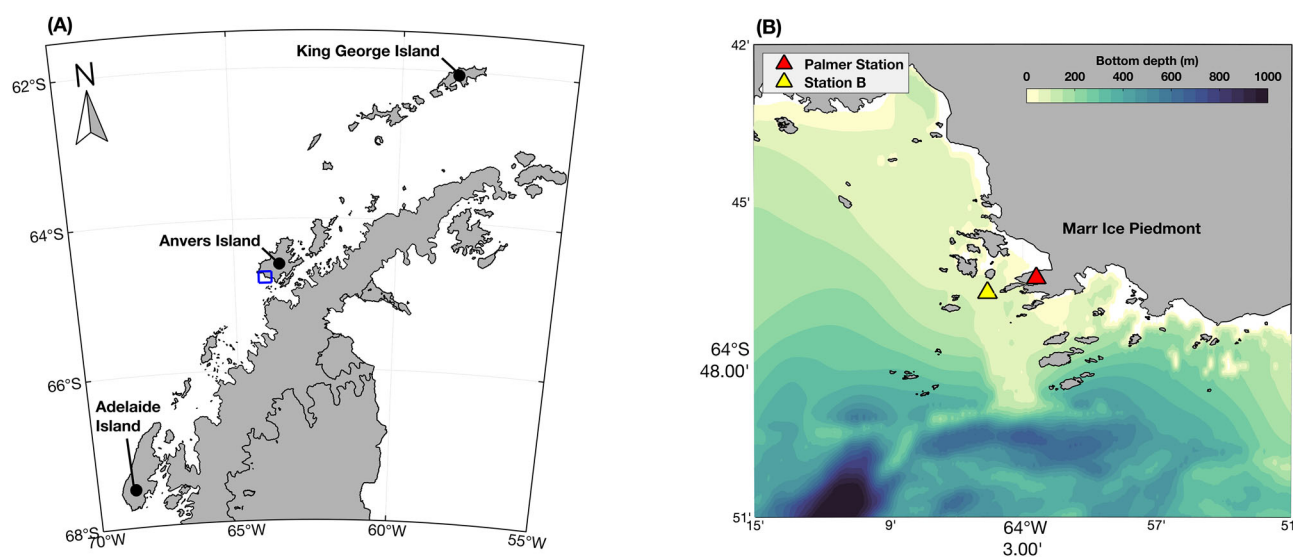 (A)
King George Island
62°S
N
64°S
Anvers Island
66°S
Adelaide
Island
68°S
70°W
65°W
60°W
55°W
(B)
42'
Palmer Station
Station B
Bottom depth (m)
0 200 400 600 800 1000
45'
Marr Ice Piedmont
64°S
48.00'
51'
15'
9'
64°W
3.00'
57'
51